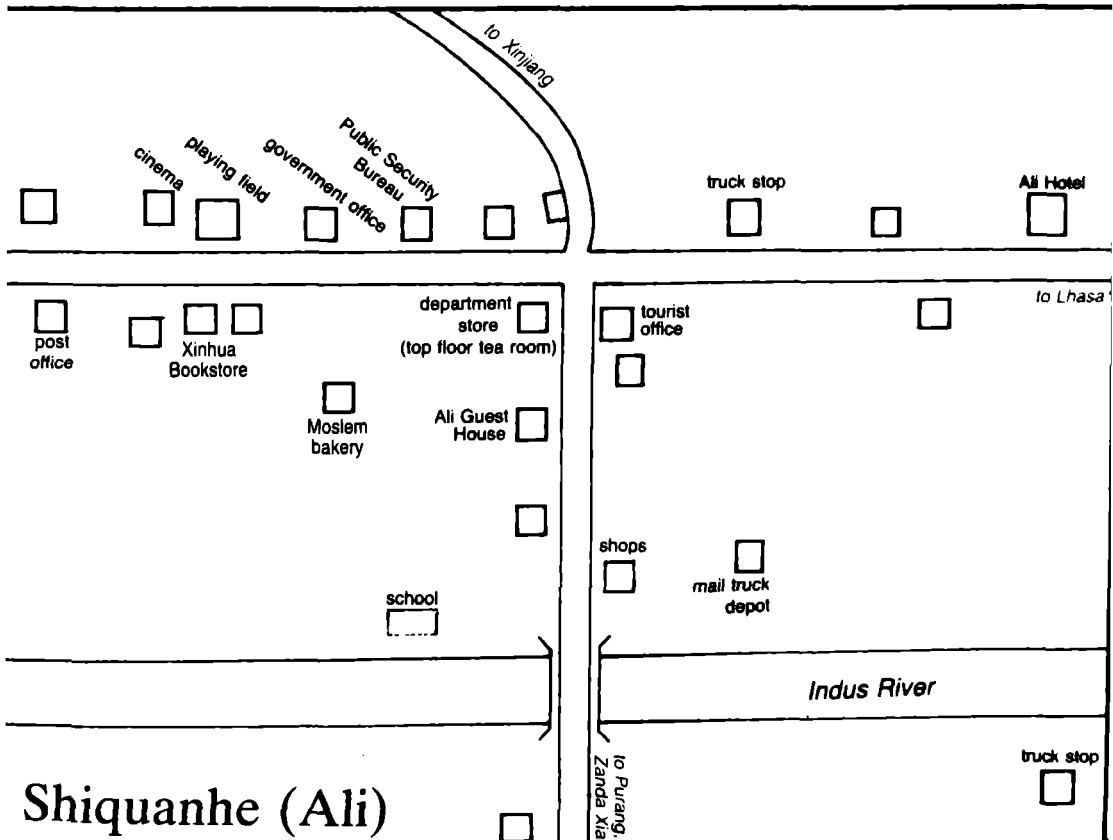 to Xinjiang
cinema
playing field
government office
Public Security
Bureau
truck stop
Ali Hotel
to Lhasa
post
office
Xinhua
Bookstore
department
store
(top floor tea room)
tourist
office
Moslem
bakery
Ali Guest
House
shops
mail truck
depot
school
Indus River
truck stop
to Purang,
Zanda Xia
Shiquanhe (Ali)